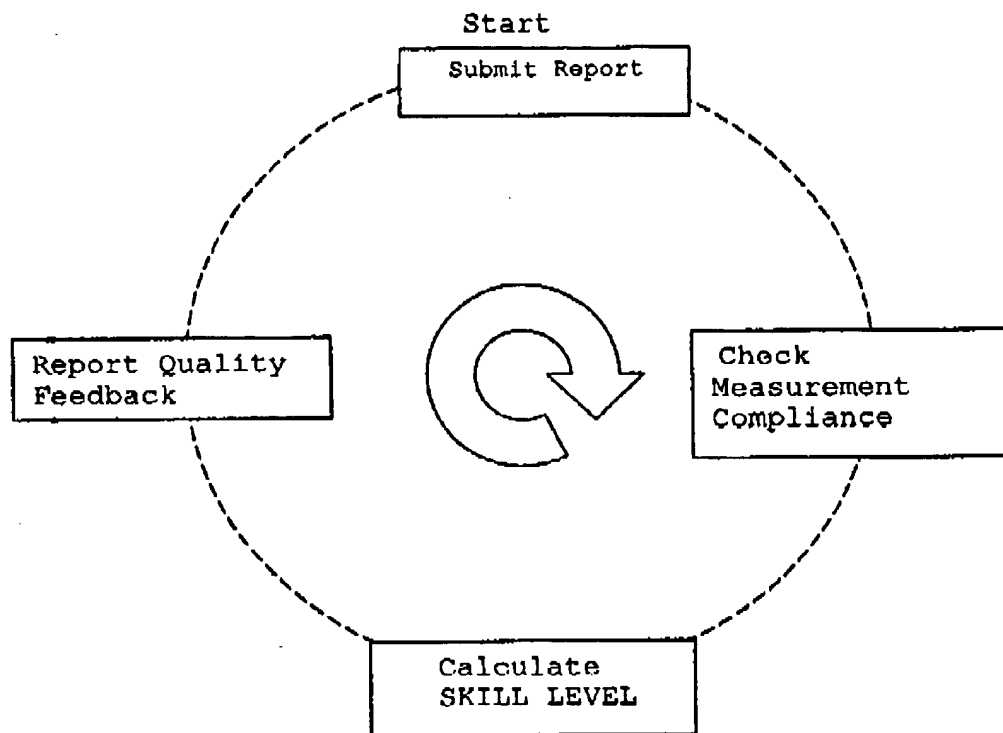 Start
Submit Report
Report Quality
Feedback
Check
Measurement
Compliance
Calculate
SKILL LEVEL